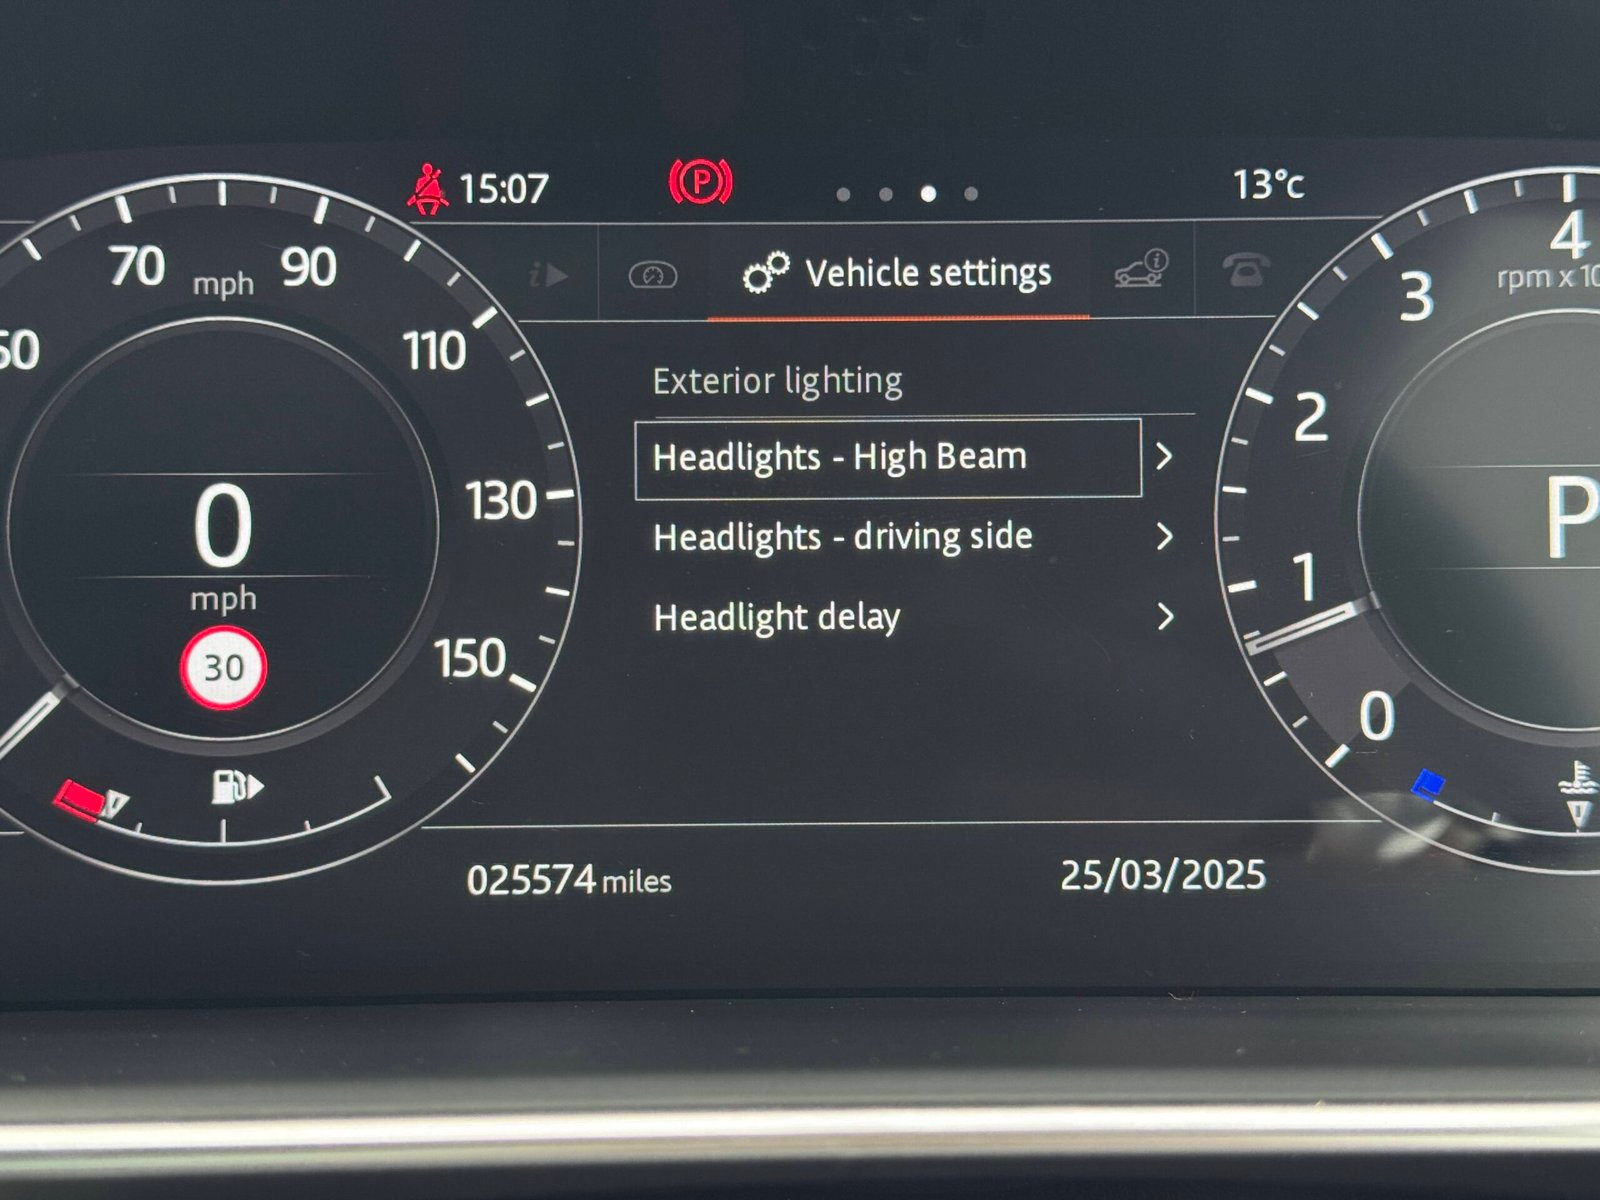 15:07
P
13°c
i
Vehicle settings
i
Exterior lighting
Headlights - High Beam
Headlights - driving side
Headlight delay
70 mph 90
110
130
150
0
mph
30
4
rpm x 10
3
2
1
0
P
025574 miles
25/03/2025